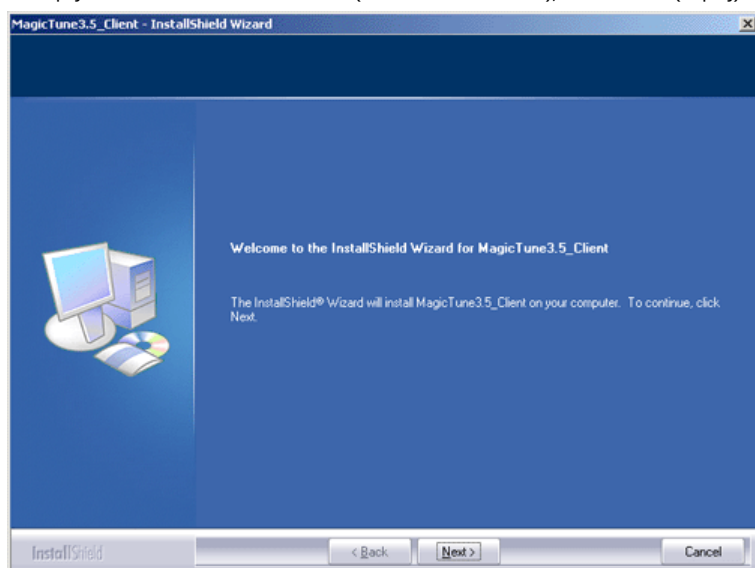 MagicTune3.5_Client - InstallShield Wizard
Welcome to the InstallShield Wizard for MagicTune3.5_Client
The InstallShield® Wizard will install MagicTune3.5_Client on your computer. To continue, click
Next.
InstallShield
< Back
Next >
Cancel